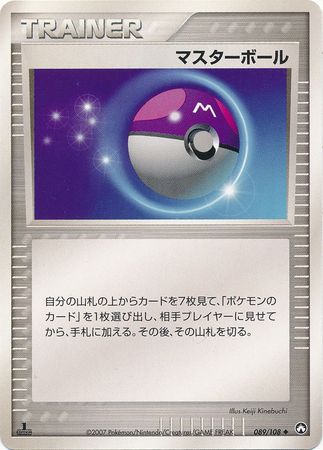 TRAINER
マスターボール
自分の山札の上からカードを7枚見て、「ポケモンの
カード」を1枚選び出し、相手プレイヤーに見せて
から、手札に加える。その後、その山札を切る。
Illus.Keiji Kinebuchi
1 EDITION
089/108 ◆
©2007 Pokémon/Nintendo/Creatures/GAME FREAK